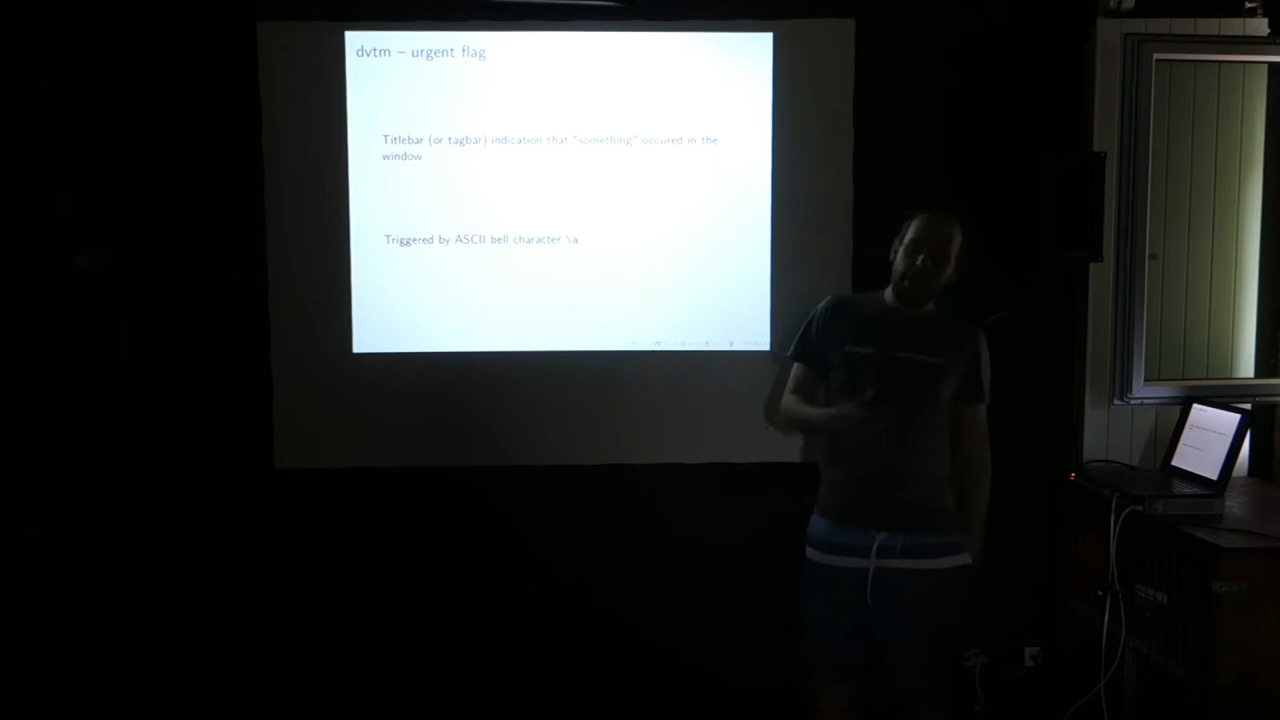 dvtm – urgent flag
Titlebar (or tagbar) indication that "something" occured in the
window
Triggered by ASCII bell character \a